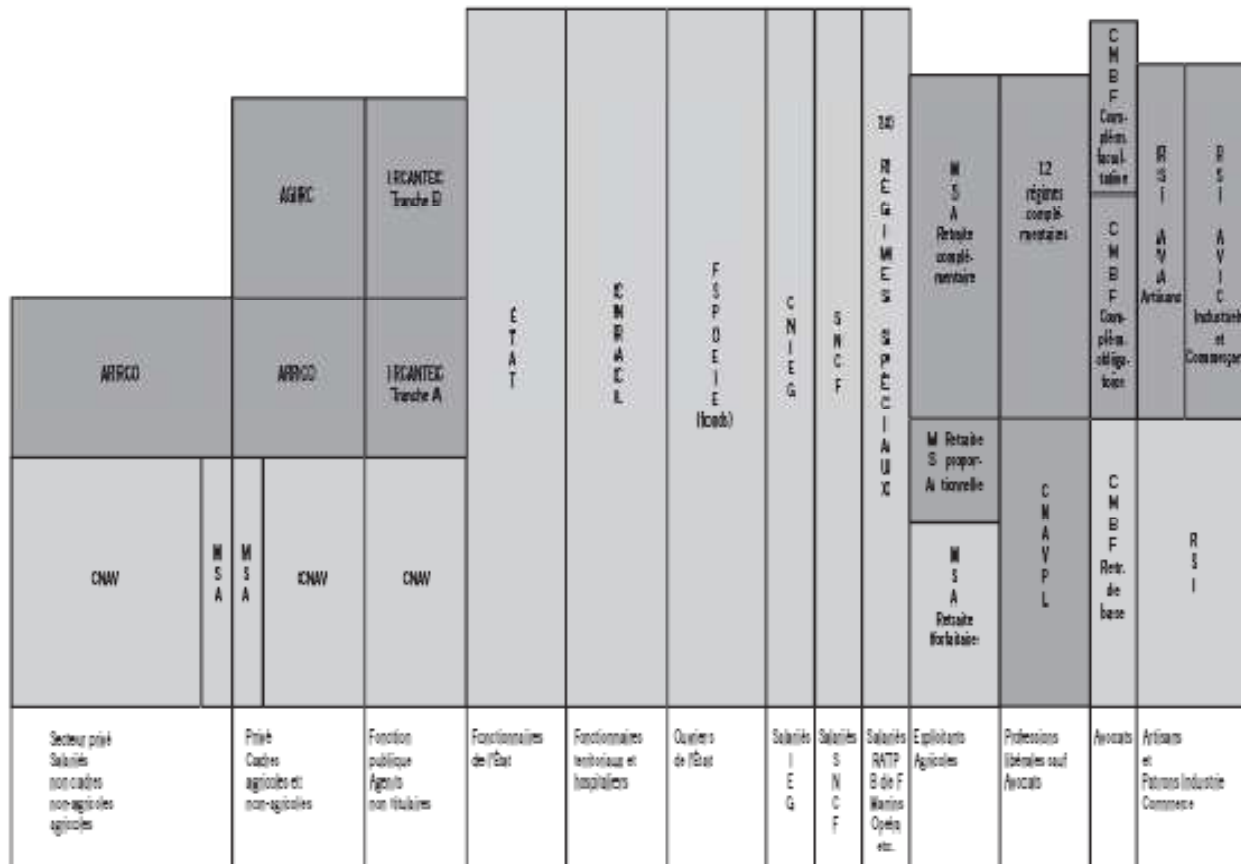 CNBF
Com-
plém.
facul-
tative
AGIRC
IRCANTEC
Tranche B
RÉGIMES SPÉCIAUX
MSA
Retraite
complé-
mentaire
12
régimes
complé-
mentaires
RSI AVA
Artisans
RSI AVIC
Industriels
et
Commerçants
CNBF
Com-
plém.
obliga-
toire
ARRCO
ARRCO
IRCANTEC
Tranche A
ÉTAT
CNRACL
FSPOEIE
(fonds)
CNIEG
SNCF
MSA
Retraite
propor-
tionnelle
CNAV
MSA
MSA
CNAV
CNAV
MSA
Retraite
forfaitaire
CNAVPL
CNBF
Retr.
de
base
RSI
Secteur privé
Salariés
non cadres
non-agricoles
agricoles
Privé
Cadres
agricoles et
non-agricoles
Fonction
publique
Agents
non titulaires
Fonctionnaires
de l'État
Fonctionnaires
territoriaux et
hospitaliers
Ouvriers
de l'État
Salariés
IEG
Salariés
SNCF
Salariés
RATP
B de F
Marins
Opéra
etc.
Exploitants
Agricoles
Professions
libérales sauf
Avocats
Avocats
Artisans
et
Patrons Industrie
Commerce